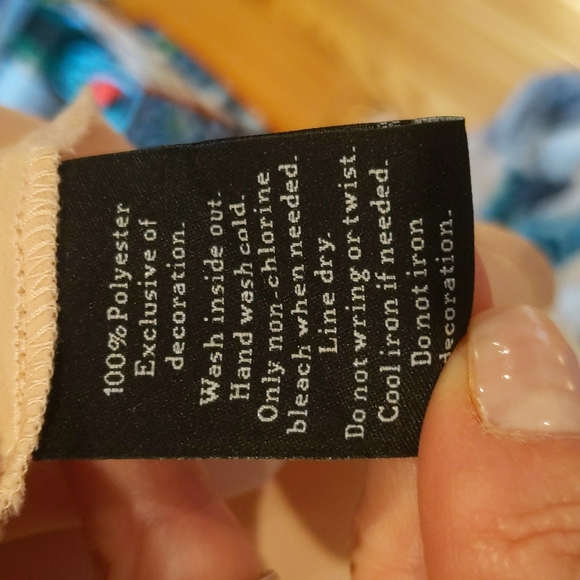 100% Polyester
Exclusive of
decoration.
Wash inside out.
Hand wash cold.
Only non-chlorine
bleach when needed.
Line dry.
Do not wring or twist.
Cool iron if needed.
Do not iron
decoration.